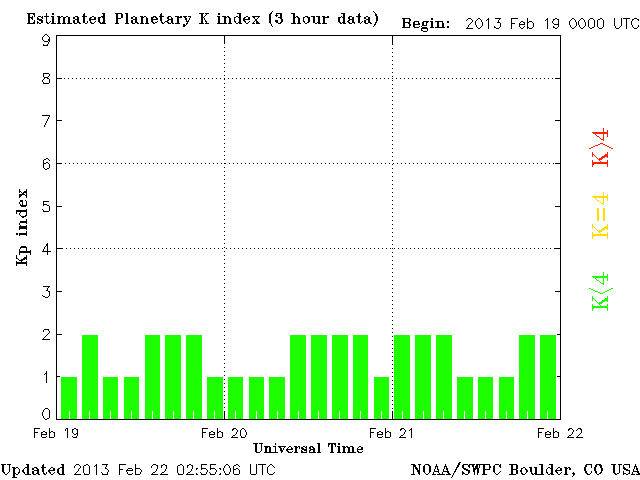 Estimated Planetary K index (3 hour data) Begin: 2013 Feb 19 0000 UTC
9
8
7
6
5
4
3
2
1
0
Kp index
K>4
K=4
K<4
Feb 19 Feb 20 Feb 21 Feb 22
Universal Time
Updated 2013 Feb 22 02:55:06 UTC NOAA/SWPC Boulder, CO USA